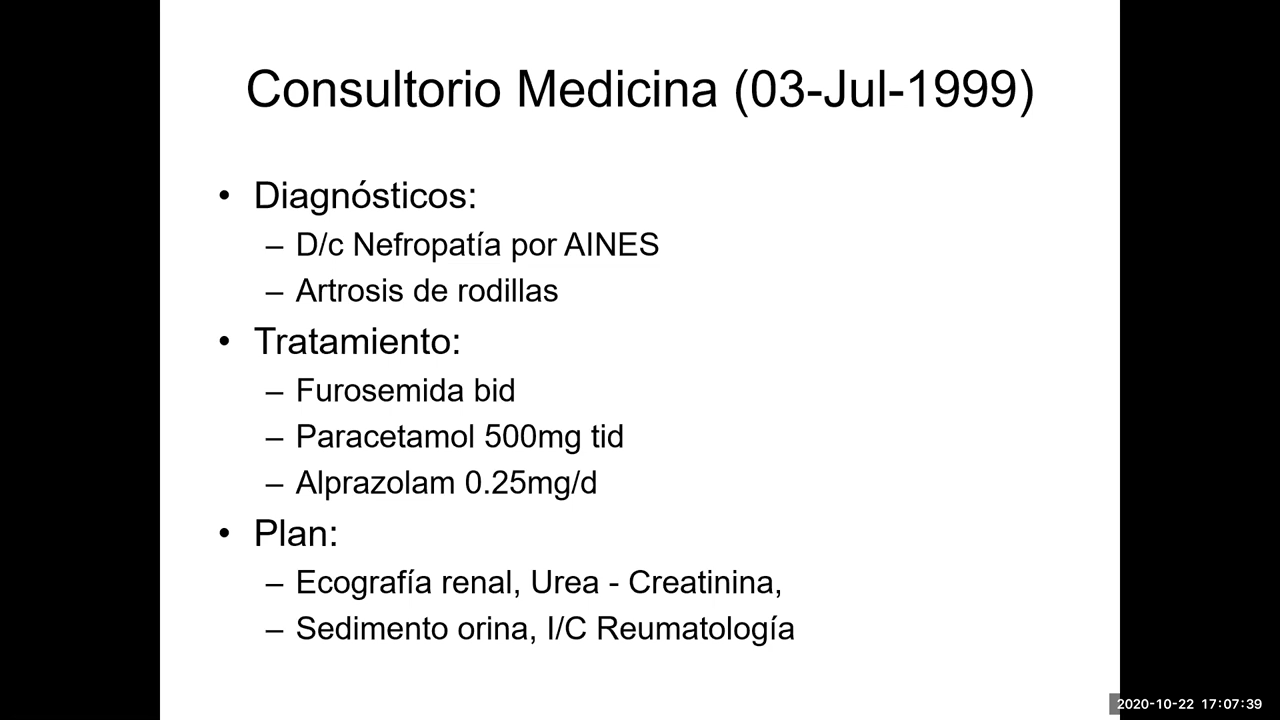 Consultorio Medicina (03-Jul-1999)
• Diagnósticos:
– D/c Nefropatía por AINES
– Artrosis de rodillas
• Tratamiento:
– Furosemida bid
– Paracetamol 500mg tid
– Alprazolam 0.25mg/d
• Plan:
– Ecografía renal, Urea - Creatinina,
– Sedimento orina, I/C Reumatología
2020-10-22 17:07:39